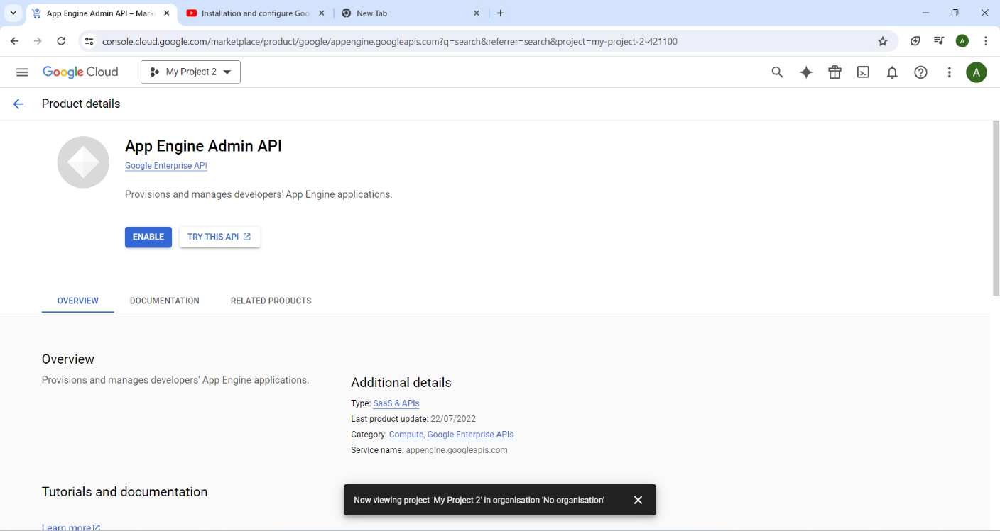 App Engine Admin API – Mark
Installation and configure Goo
New Tab
console.cloud.google.com/marketplace/product/google/appengine.googleapis.com?q=search&referrer=search&project=my-project-2-421100
A
Google Cloud
My Project 2
A
Product details
App Engine Admin API
Google Enterprise API
Provisions and manages developers' App Engine applications.
ENABLE
TRY THIS API
OVERVIEW
DOCUMENTATION
RELATED PRODUCTS
Overview
Provisions and manages developers' App Engine applications.
Additional details
Type: SaaS & APIs
Last product update: 22/07/2022
Category: Compute, Google Enterprise APIs
Service name: appengine.googleapis.com
Tutorials and documentation
Now viewing project 'My Project 2' in organisation 'No organisation'
Learn more